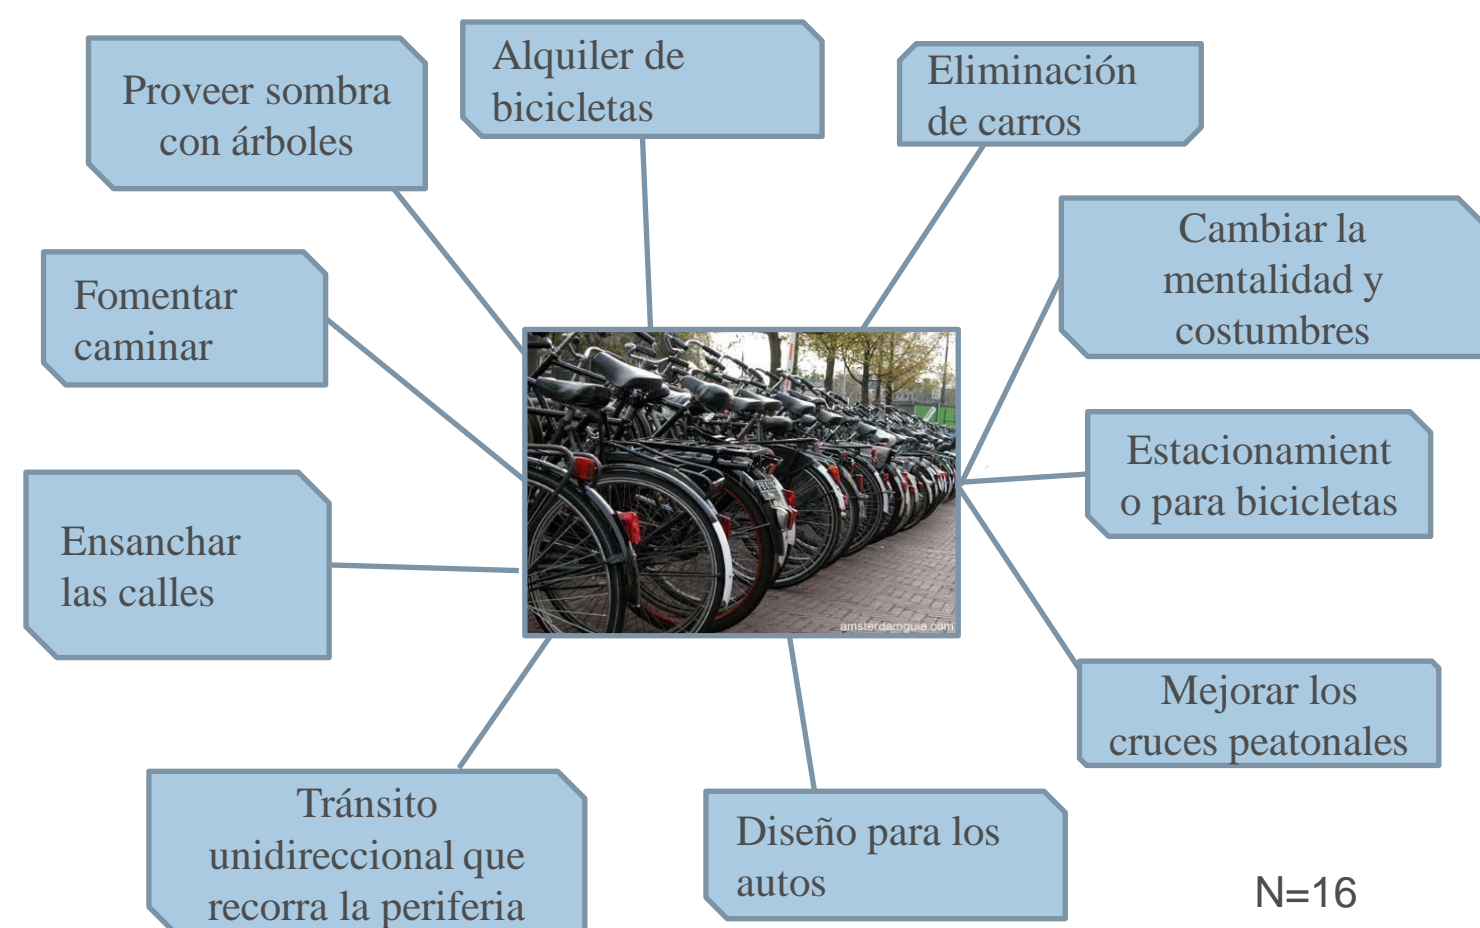 Proveer sombra
con árboles
Alquiler de
bicicletas
Eliminación
de carros
Cambiar la
mentalidad y
costumbres
Fomentar
caminar
Estacionamient
o para bicicletas
Ensanchar
las calles
amsterdamguia.com
Mejorar los
cruces peatonales
Tránsito
unidireccional que
recorra la periferia
Diseño para los
autos
N=16